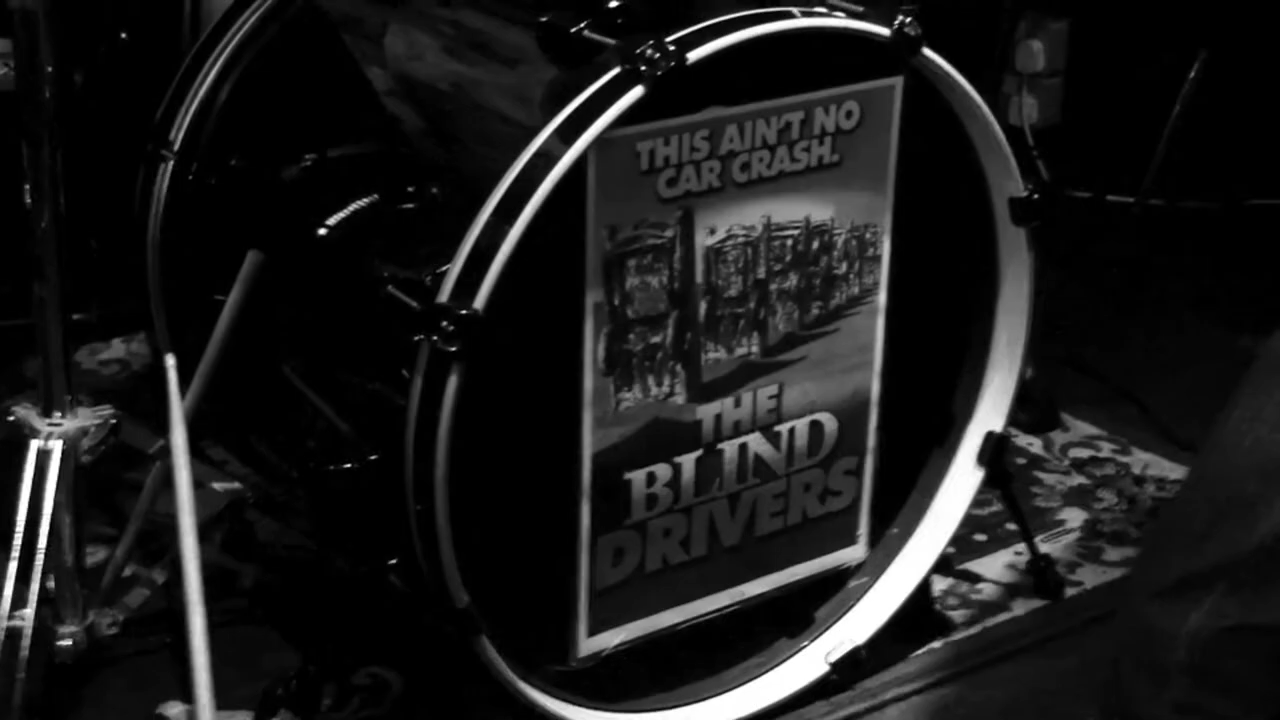 THIS AIN'T NO
CAR CRASH.
THE
BLIND
DRIVERS